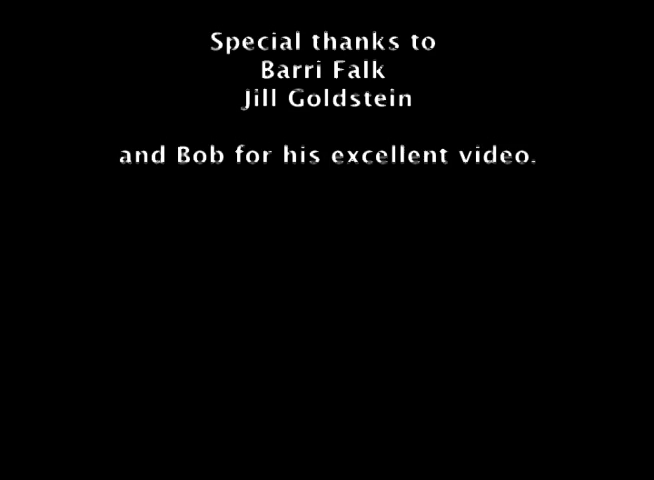 Special thanks to
Barri Falk
Jill Goldstein
and Bob for his excellent video.